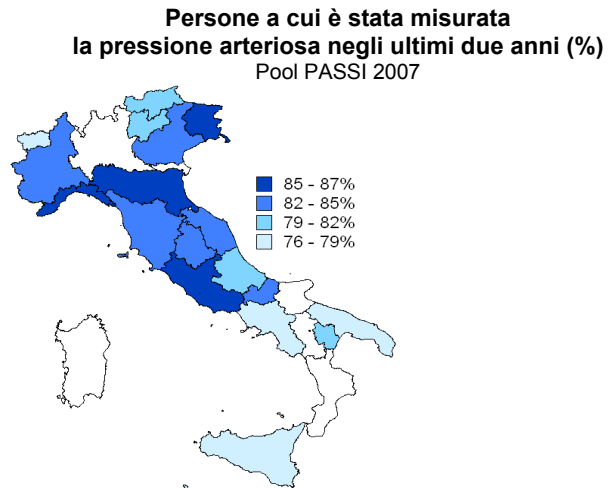 Persone a cui è stata misurata
la pressione arteriosa negli ultimi due anni (%)
Pool PASSI 2007
85 - 87%
82 - 85%
79 - 82%
76 - 79%